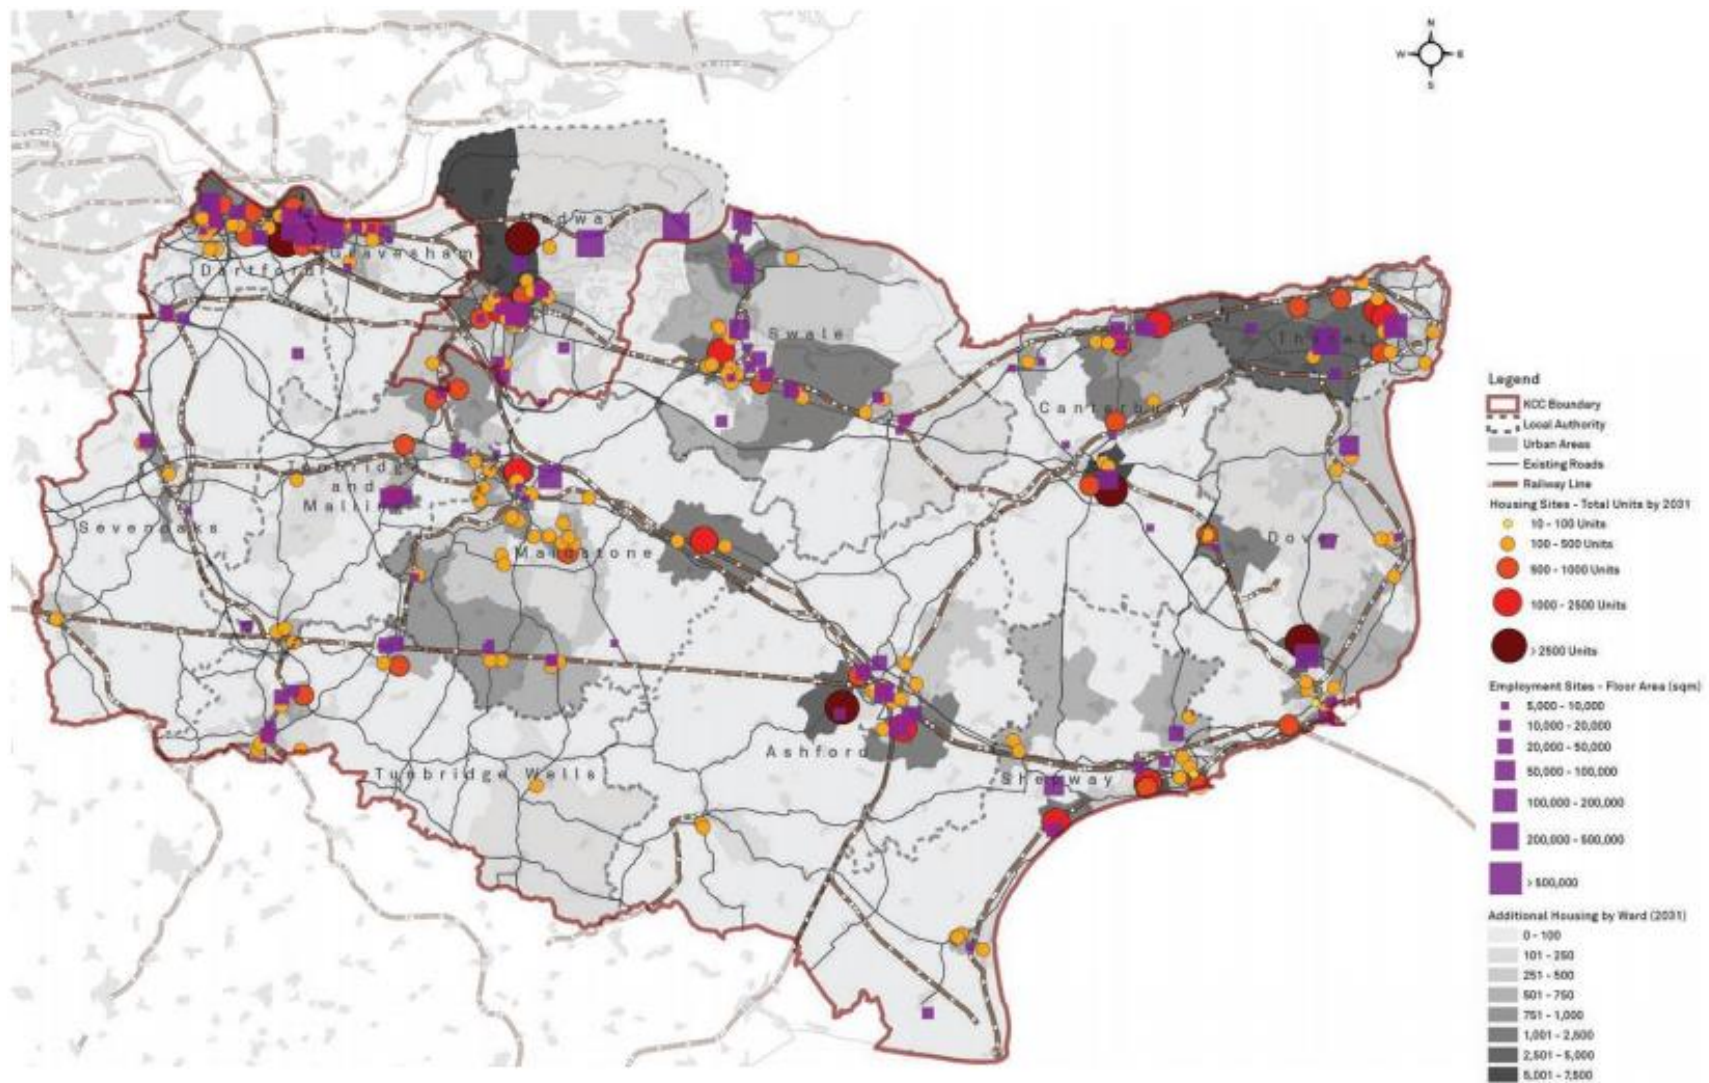 N
W E
S
Medway
Gravesham
Dartford
Swale
Thanet
Canterbury
Tonbridge
and
Malling
Sevenoaks
Maidstone
Dover
Ashford
Tunbridge Wells
Shepway
Legend
KCC Boundary
Local Authority
Urban Areas
Existing Roads
Railway Line
Housing Sites - Total Units by 2031
10 - 100 Units
100 - 500 Units
500 - 1000 Units
1000 - 2500 Units
> 2500 Units
Employment Sites - Floor Area (sqm)
5,000 - 10,000
10,000 - 20,000
20,000 - 50,000
50,000 - 100,000
100,000 - 200,000
200,000 - 500,000
> 500,000
Additional Housing by Ward (2031)
0 - 100
101 - 250
251 - 500
501 - 750
751 - 1,000
1,001 - 2,500
2,501 - 5,000
5,001 - 7,500